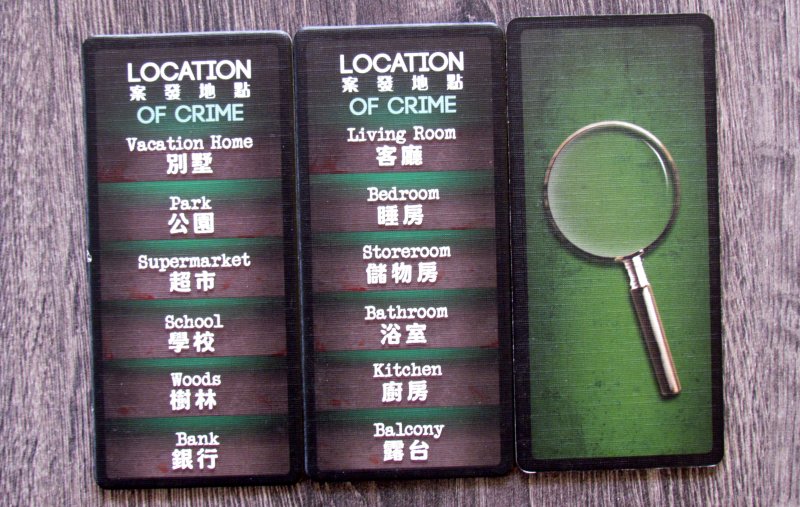 LOCATION
案發地點
OF CRIME
Vacation Home
別墅
Park
公園
Supermarket
超市
School
學校
Woods
樹林
Bank
銀行
LOCATION
案發地點
OF CRIME
Living Room
客廳
Bedroom
睡房
Storeroom
儲物房
Bathroom
浴室
Kitchen
廚房
Balcony
露台